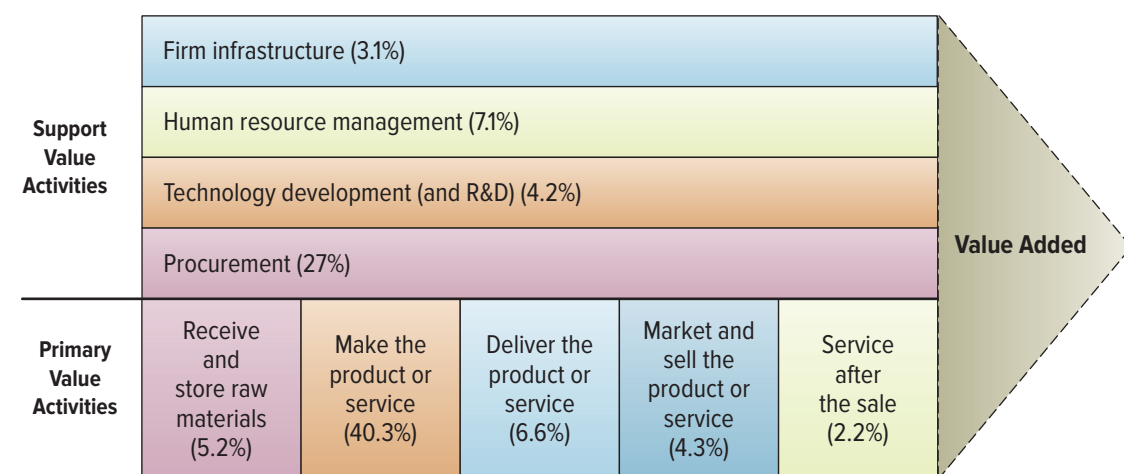 Firm infrastructure (3.1%)
Human resource management (7.1%)
Support
Value
Activities
Technology development (and R&D) (4.2%)
Procurement (27%)
Value Added
Primary
Value
Activities
Receive
and
store raw
materials
(5.2%)
Make the
product or
service
(40.3%)
Deliver the
product or
service
(6.6%)
Market and
sell the
product or
service
(4.3%)
Service
after
the sale
(2.2%)